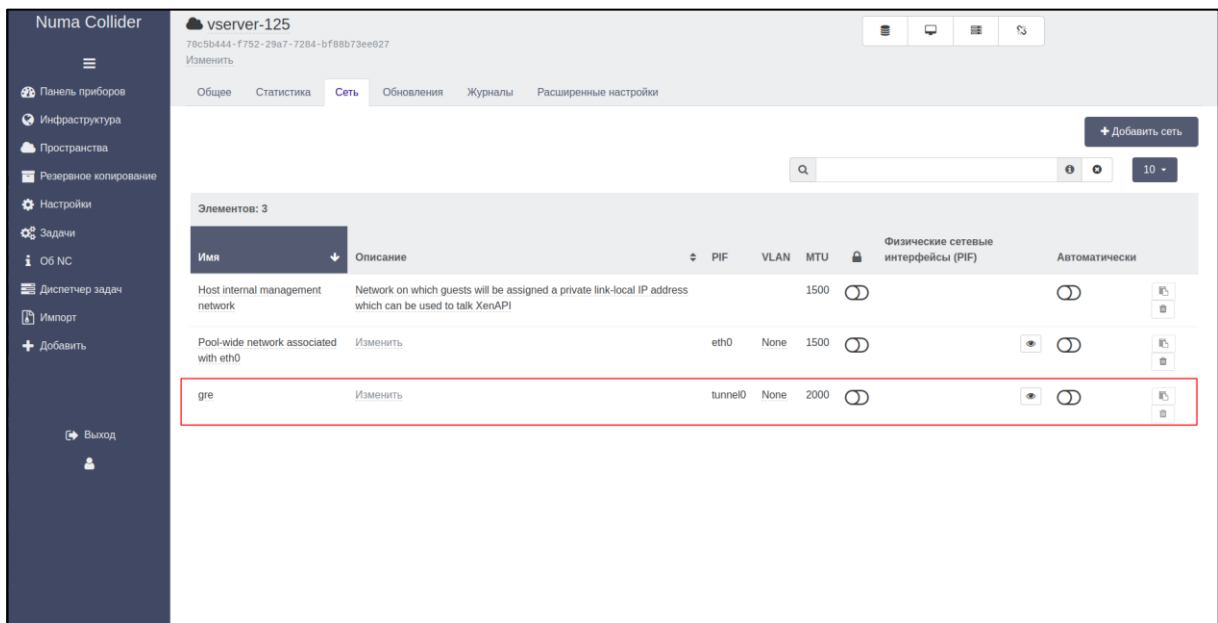 Numa Collider
Панель приборов
Инфраструктура
Пространства
Резервное копирование
Настройки
Задачи
Об NC
Диспетчер задач
Импорт
Добавить
Выход
vserver-125
70c5b444-f752-29a7-7284-bf88b73ee027
Изменить
Общее Статистика Сеть Обновления Журналы Расширенные настройки
Добавить сеть
10
Элементов: 3
Имя Описание PIF VLAN MTU Физические сетевые интерфейсы (PIF) Автоматически
Host internal management Network on which guests will be assigned a private link-local IP address 1500
network which can be used to talk XenAPI
Pool-wide network associated Изменить eth0 None 1500
with eth0
gre Изменить tunnel0 None 2000